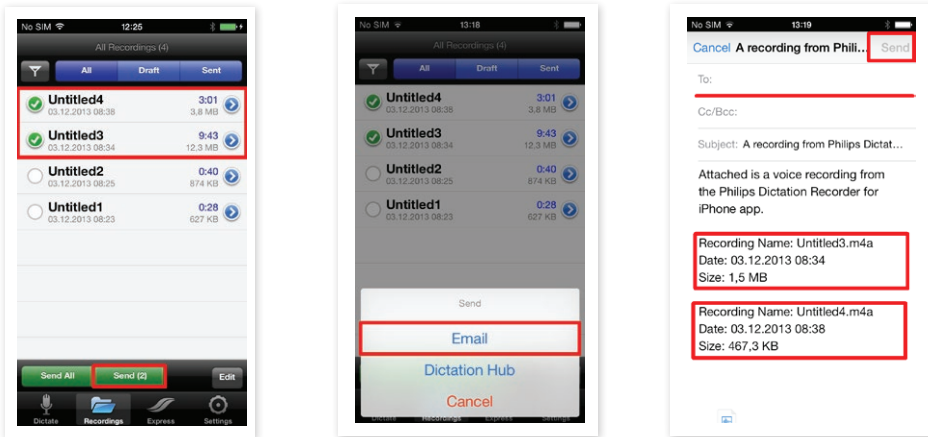 No SIM 12:25
All Recordings (4)
All Draft Sent
Untitled4 3:01
03.12.2013 08:38 3,8 MB
Untitled3 9:43
03.12.2013 08:34 12,3 MB
Untitled2 0:40
03.12.2013 08:25 874 KB
Untitled1 0:28
03.12.2013 08:23 627 KB
Send All Send (2) Edit
Dictate Recordings Express Settings
No SIM 13:18
All Recordings (4)
All Draft Sent
Untitled4 3:01
03.12.2013 08:38 3,8 MB
Untitled3 9:43
03.12.2013 08:34 12,3 MB
Untitled2 0:40
03.12.2013 08:25 874 KB
Untitled1 0:28
03.12.2013 08:23 627 KB
Send
Email
Dictation Hub
Cancel
Dictate Recordings Express Settings
No SIM 13:19
Cancel A recording from Phili... Send
To:
Cc/Bcc:
Subject: A recording from Philips Dictat...
Attached is a voice recording from
the Philips Dictation Recorder for
iPhone app.
Recording Name: Untitled3.m4a
Date: 03.12.2013 08:34
Size: 1,5 MB
Recording Name: Untitled4.m4a
Date: 03.12.2013 08:38
Size: 467,3 KB